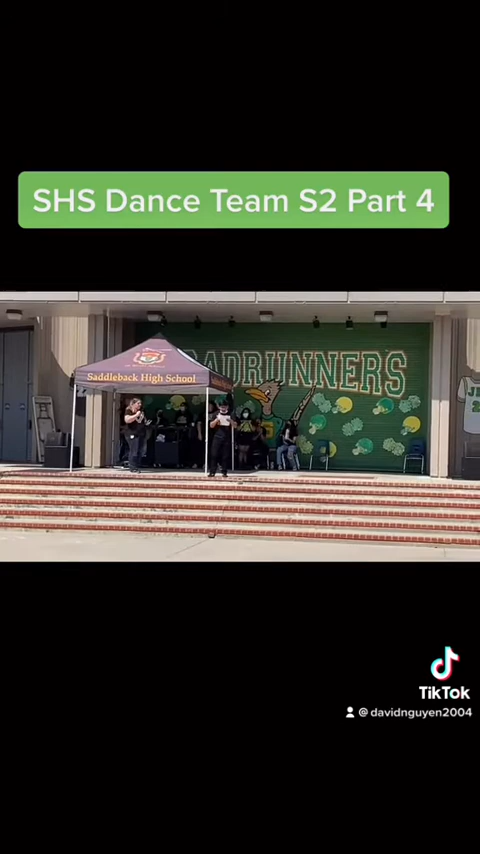 SHS Dance Team S2 Part 4
ROADRUNNERS
Saddleback High School
TikTok
@davidnguyen2004